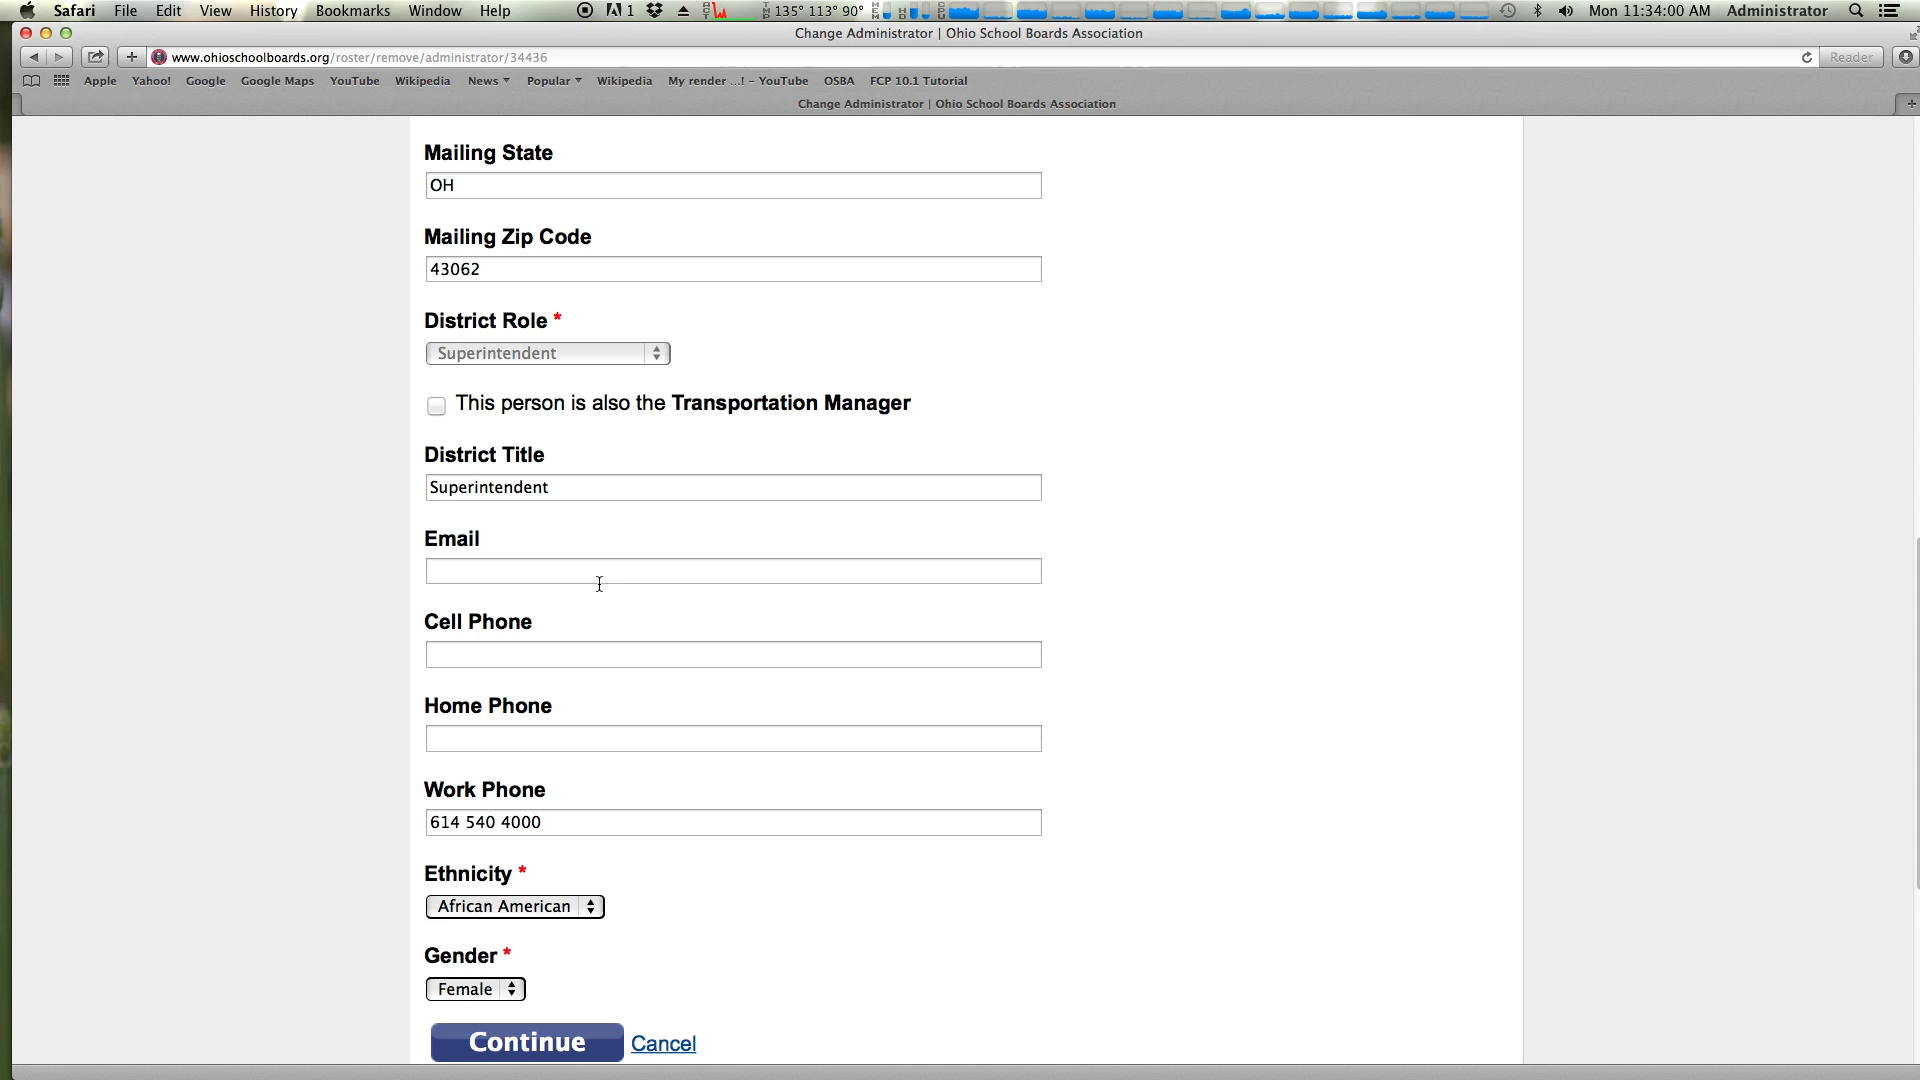 Safari File Edit View History Bookmarks Window Help 1 135° 113° 90° Mon 11:34:00 AM Administrator
Change Administrator | Ohio School Boards Association
www.ohioschoolboards.org/roster/remove/administrator/34436 Reader
Apple Yahoo! Google Google Maps YouTube Wikipedia News Popular Wikipedia My render ...! - YouTube OSBA FCP 10.1 Tutorial
Change Administrator | Ohio School Boards Association
Mailing State
OH
Mailing Zip Code
43062
District Role *
Superintendent
This person is also the Transportation Manager
District Title
Superintendent
Email
Cell Phone
Home Phone
Work Phone
614 540 4000
Ethnicity *
African American
Gender *
Female
Continue Cancel